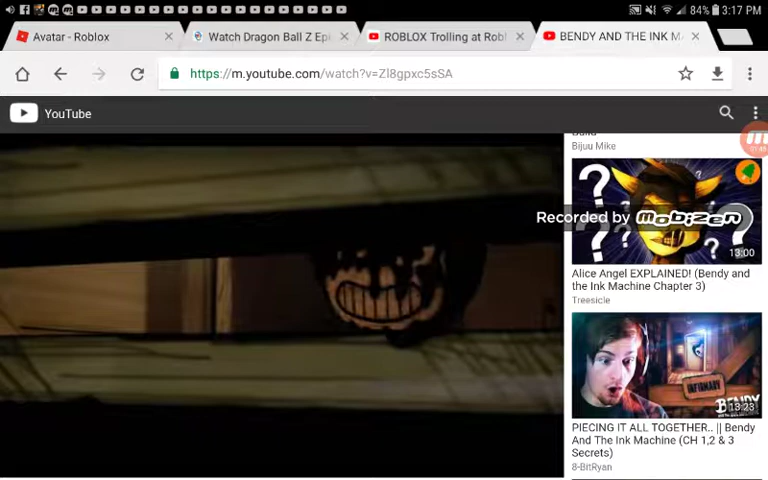 84% 3:17 PM
Avatar - Roblox
Watch Dragon Ball Z Epi
ROBLOX Trolling at Robl
BENDY AND THE INK M
https://m.youtube.com/watch?v=Zl8gpxc5sSA
YouTube
Bijuu Mike
Recorded by mobizen
13:00
Alice Angel EXPLAINED! (Bendy and
the Ink Machine Chapter 3)
Treesicle
INFIRMARY
BENDY
13:23
PIECING IT ALL TOGETHER.. || Bendy
And The Ink Machine (CH 1,2 & 3
Secrets)
8-BitRyan